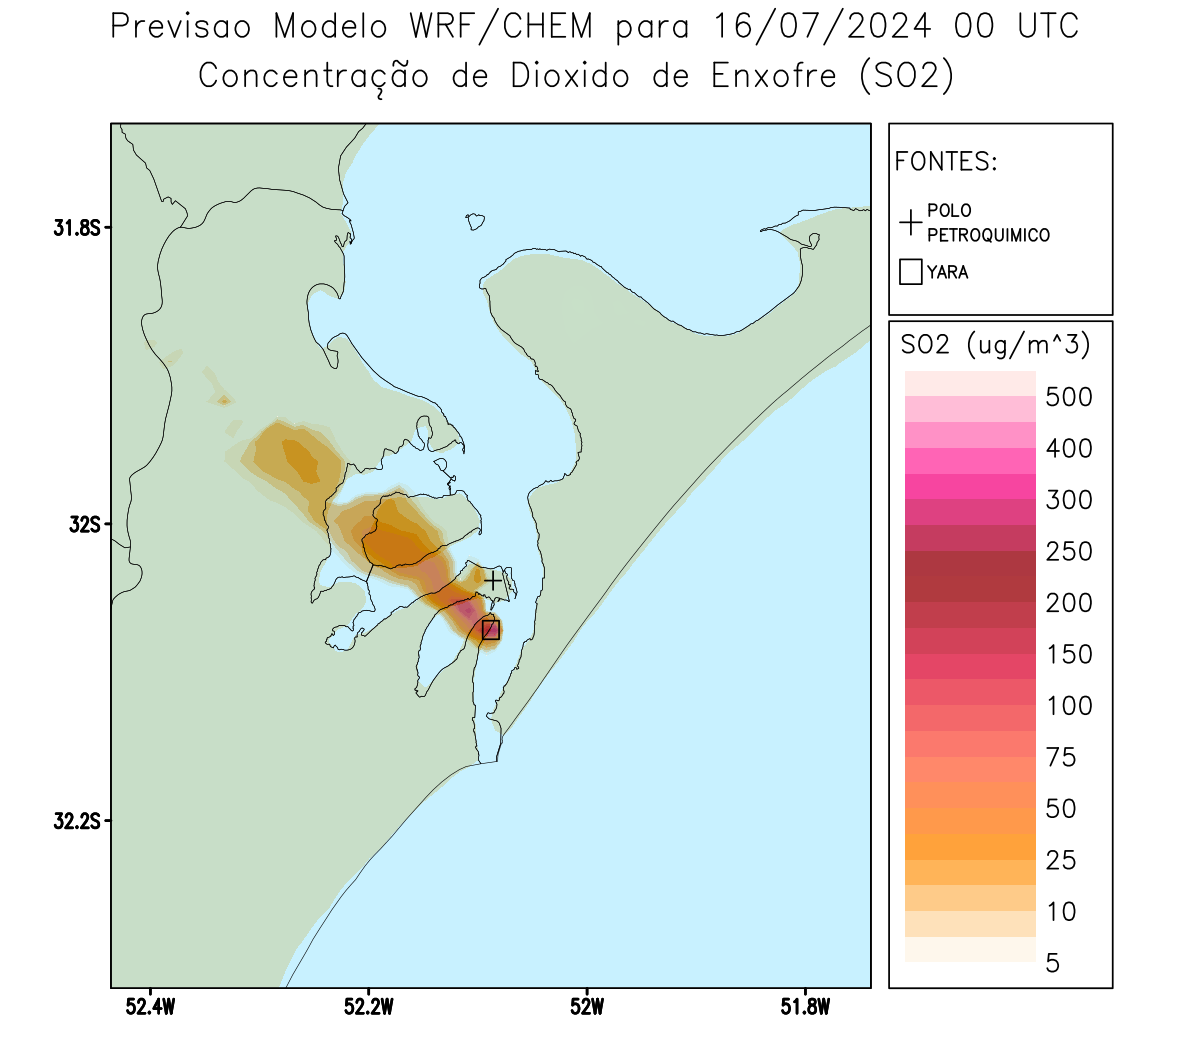 Previsao Modelo WRF/CHEM para 16/07/2024 00 UTC
Concentração de Dioxido de Enxofre (SO2)
FONTES:
POLO
PETROQUIMICO
YARA
SO2 (ug/m^3)
500
400
300
250
200
150
100
75
50
25
10
5
31.8S
32S
32.2S
52.4W
52.2W
52W
51.8W